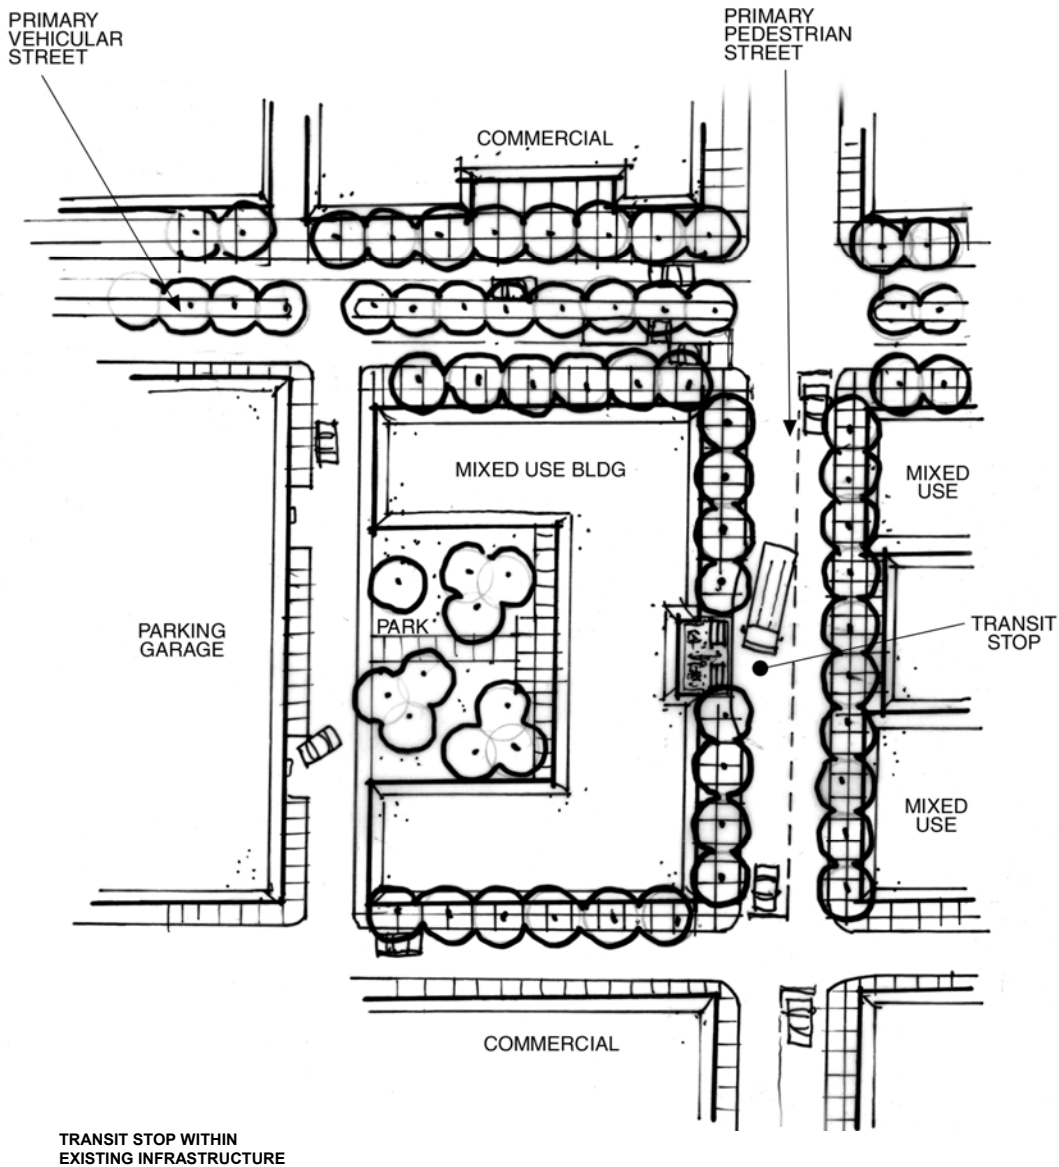 PRIMARY
VEHICULAR
STREET
PRIMARY
PEDESTRIAN
STREET
COMMERCIAL
MIXED USE BLDG
MIXED
USE
PARK
PARKING
GARAGE
TRANSIT
STOP
MIXED
USE
COMMERCIAL
TRANSIT STOP WITHIN
EXISTING INFRASTRUCTURE